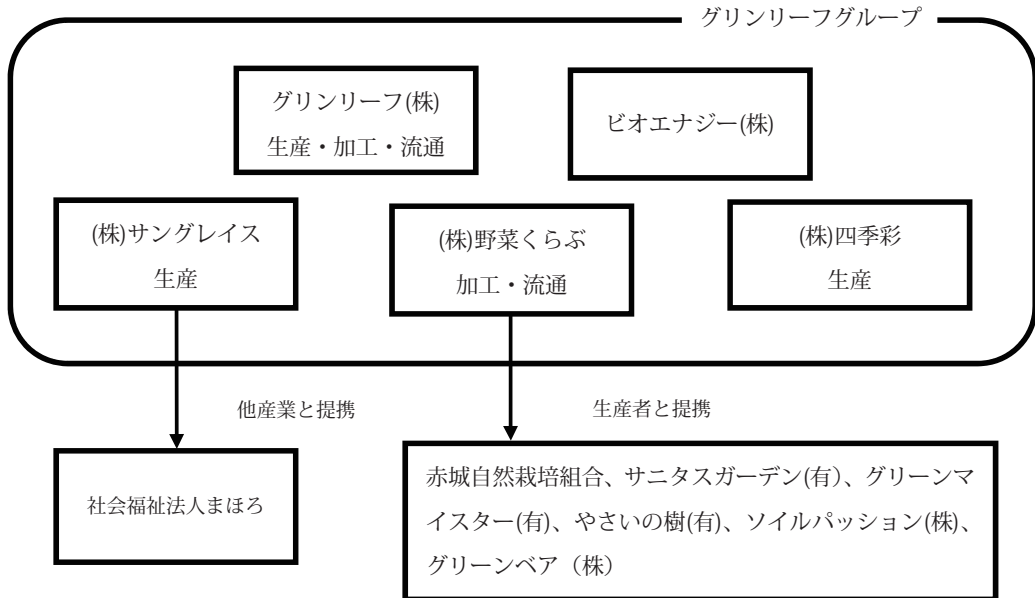 グリンリーフグループ
グリンリーフ(株)
生産・加工・流通
ビオエナジー(株)
(株)サングレイス
生産
(株)野菜くらぶ
加工・流通
(株)四季彩
生産
他産業と提携
生産者と提携
社会福祉法人まほろ
赤城自然栽培組合、サニタスガーデン(有)、グリーンマ
イスター(有)、やさいの樹(有)、ソイルパッション(株)、
グリーンベア（株）